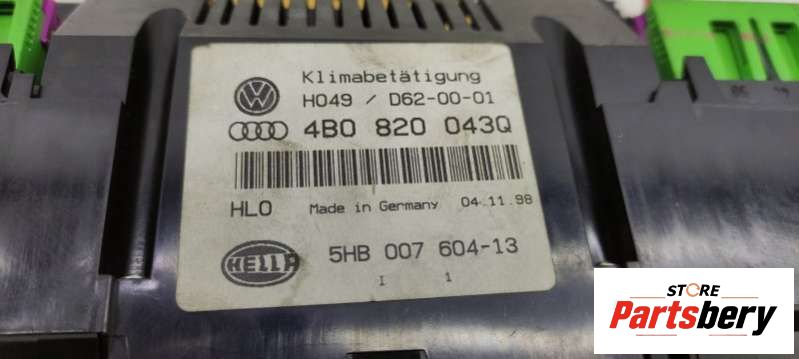 Klimabetätigung
H049 / D62-00-01
4B0 820 043Q
HLO Made in Germany 04.11.98
HELLA 5HB 007 604-13
I 1
STORE
Partsbery